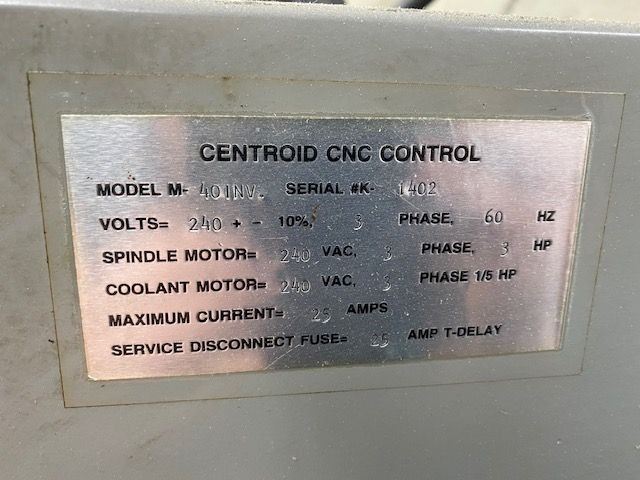 CENTROID CNC CONTROL
MODEL M- 401NV. SERIAL #K- 1402
VOLTS= 240 + - 10%, 3 PHASE, 60 HZ
SPINDLE MOTOR= 240 VAC, 3 PHASE, 3 HP
COOLANT MOTOR= 240 VAC, 3 PHASE 1/5 HP
MAXIMUM CURRENT= 25 AMPS
SERVICE DISCONNECT FUSE= 25 AMP T-DELAY